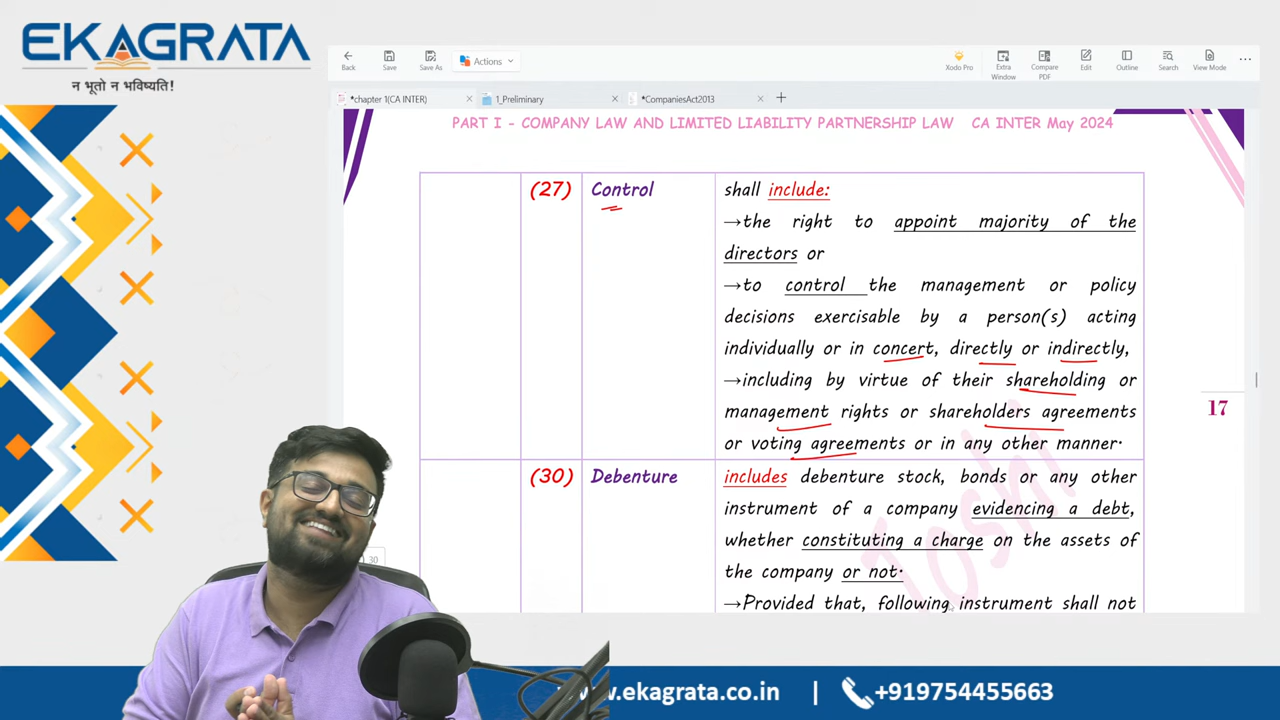 EKAGRATA
न भूतो न भविष्यति!
Back
Save
Save As
Actions
Xodo Pro
Extra Window
Compare PDF
Edit
Outline
Search
View Mode
*chapter 1(CA INTER)
1_Preliminary
*CompaniesAct2013
PART I - COMPANY LAW AND LIMITED LIABILITY PARTNERSHIP LAW CA INTER May 2024
(27) Control shall include:
→the right to appoint majority of the
directors or
→to control the management or policy
decisions exercisable by a person(s) acting
individually or in concert, directly or indirectly,
→including by virtue of their shareholding or
management rights or shareholders agreements
or voting agreements or in any other manner.
17
(30) Debenture includes debenture stock, bonds or any other
instrument of a company evidencing a debt,
whether constituting a charge on the assets of
the company or not.
→Provided that, following instrument shall not
Joshi
30
www.ekagrata.co.in | +919754455663